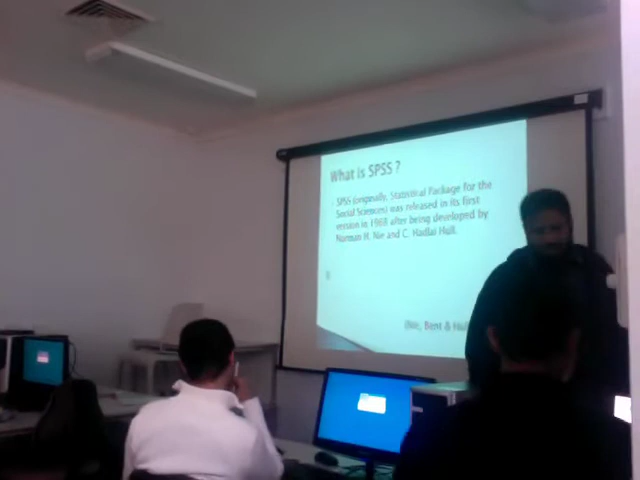 What is SPSS ?
SPSS (originally, Statistical Package for the
Social Sciences) was released in its first
version in 1968 after being developed by
Norman H. Nie and C. Hadlai Hull.
(Nie, Bent & Hul